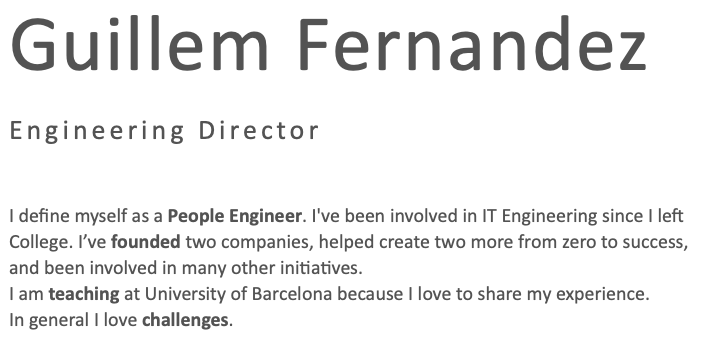 Guillem Fernandez
Engineering Director
I define myself as a People Engineer. I've been involved in IT Engineering since I left
College. I’ve founded two companies, helped create two more from zero to success,
and been involved in many other initiatives.
I am teaching at University of Barcelona because I love to share my experience.
In general I love challenges.